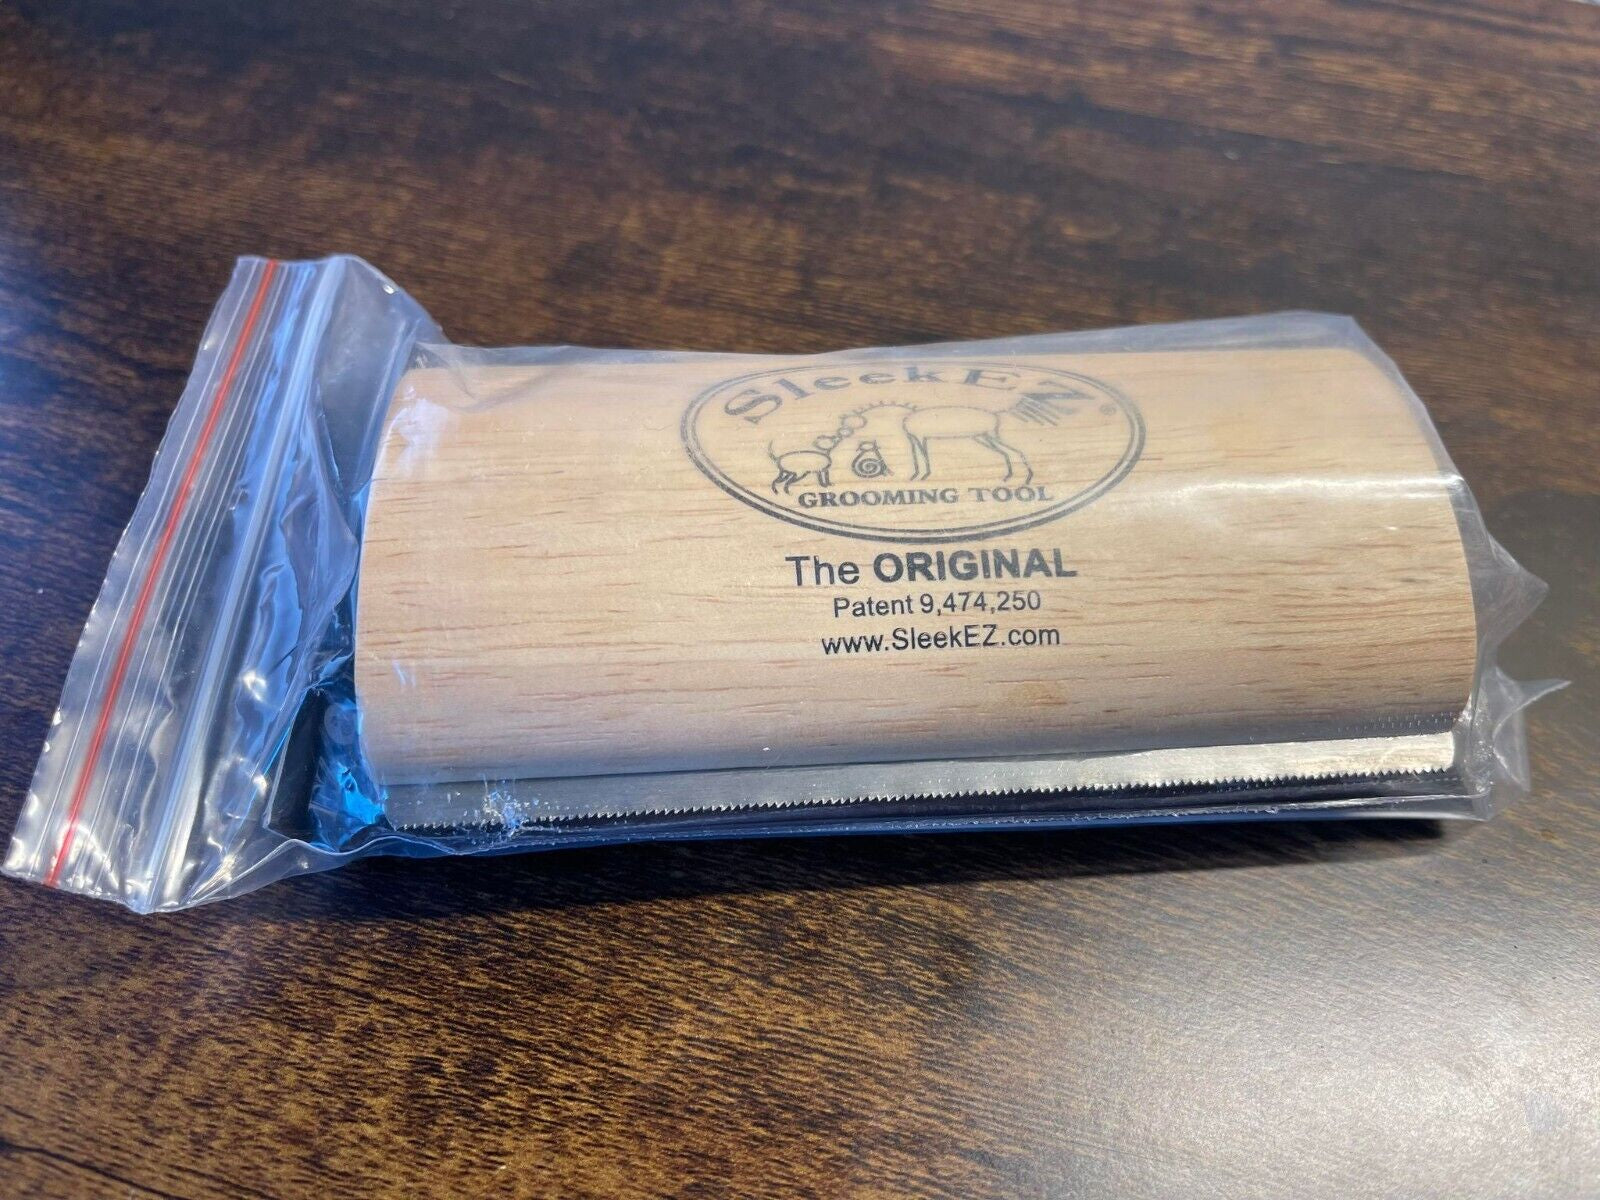 SleekEZ®
GROOMING TOOL
The ORIGINAL
Patent 9,474,250
www.SleekEZ.com